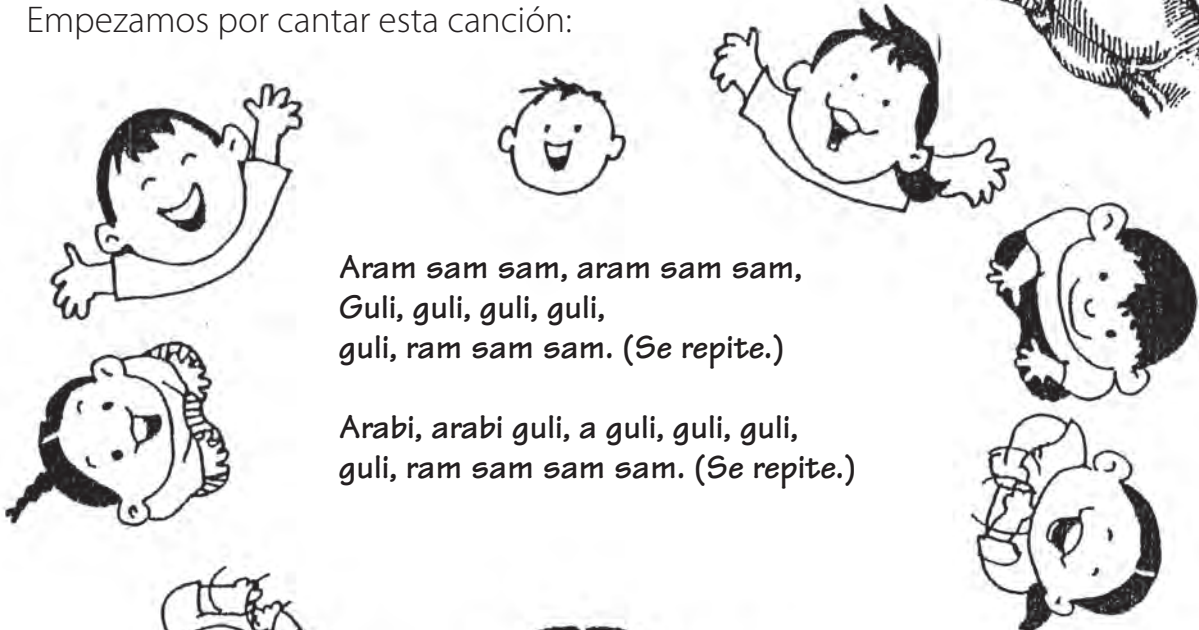 Empezamos por cantar esta canción:
Aram sam sam, aram sam sam,
Guli, guli, guli, guli,
guli, ram sam sam. (Se repite.)
Arabi, arabi guli, a guli, guli, guli,
guli, ram sam sam sam. (Se repite.)